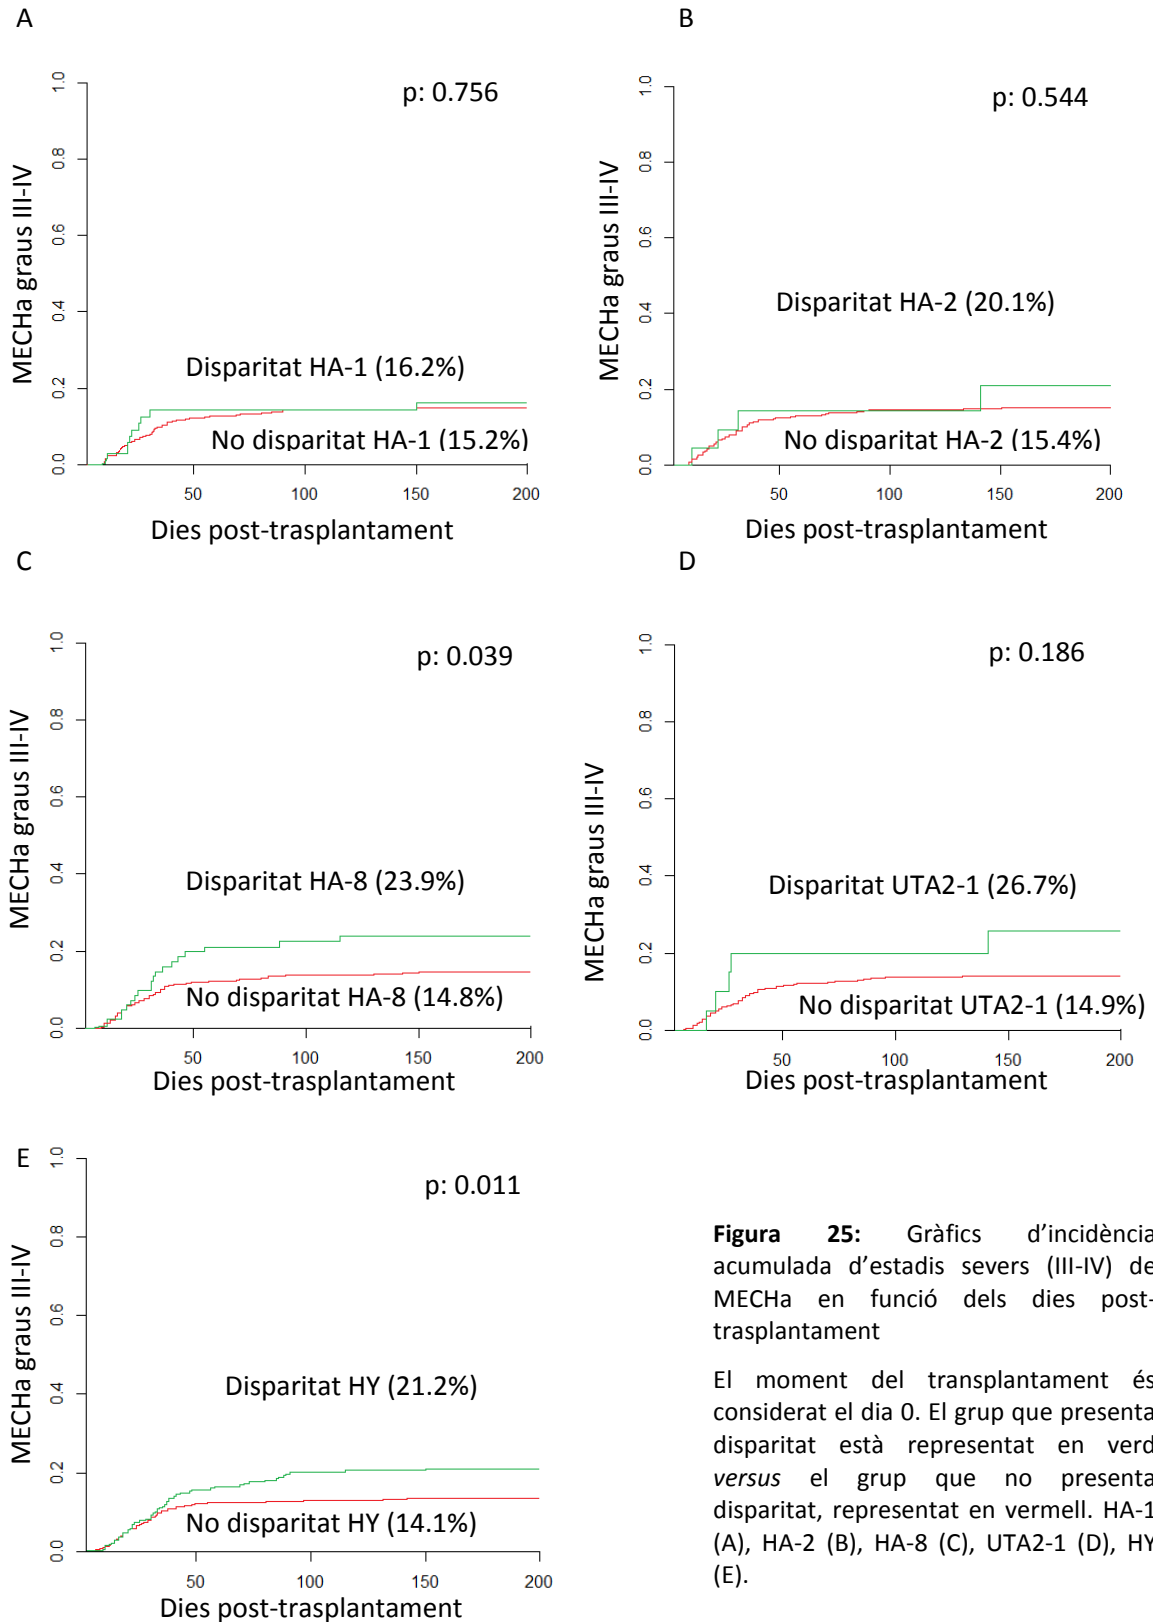 A
MECHa graus III-IV
1.0
0.8
0.6
0.4
0.2
0.0
p: 0.756
Disparitat HA-1 (16.2%)
No disparitat HA-1 (15.2%)
50 100 150 200
Dies post-trasplantament
B
MECHa graus III-IV
1.0
0.8
0.6
0.4
0.2
0.0
p: 0.544
Disparitat HA-2 (20.1%)
No disparitat HA-2 (15.4%)
50 100 150 200
Dies post-trasplantament
C
MECHa graus III-IV
1.0
0.8
0.6
0.4
0.2
0.0
p: 0.039
Disparitat HA-8 (23.9%)
No disparitat HA-8 (14.8%)
50 100 150 200
Dies post-trasplantament
D
MECHa graus III-IV
1.0
0.8
0.6
0.4
0.2
0.0
p: 0.186
Disparitat UTA2-1 (26.7%)
No disparitat UTA2-1 (14.9%)
50 100 150 200
Dies post-trasplantament
E
MECHa graus III-IV
1.0
0.8
0.6
0.4
0.2
0.0
p: 0.011
Disparitat HY (21.2%)
No disparitat HY (14.1%)
50 100 150 200
Dies post-trasplantament
Figura 25: Gràfics d’incidència
acumulada d’estadis severs (III-IV) de
MECHa en funció dels dies post-
trasplantament
El moment del transplantament és
considerat el dia 0. El grup que presenta
disparitat està representat en verd
versus el grup que no presenta
disparitat, representat en vermell. HA-1
(A), HA-2 (B), HA-8 (C), UTA2-1 (D), HY
(E).